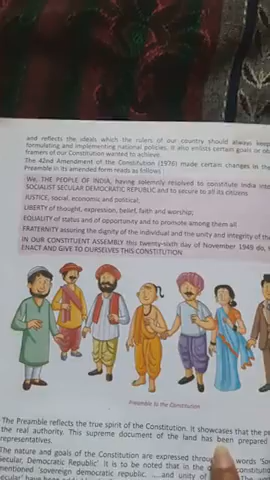 and reflects the ideals which the rulers of our country should always keep
formulating and implementing national policies. It also enlists certain goals or
framers of our Constitution wanted to achieve.
The 42nd Amendment of the Constitution (1976) made certain changes in
Preamble in its amended form reads as follows :
We, THE PEOPLE OF INDIA, having solemnly resolved to constitute India
SOCIALIST SECULAR DEMOCRATIC REPUBLIC and to secure to all its citizens
JUSTICE, social, economic and political;
LIBERTY of thought, expression, belief, faith and worship;
EQUALITY of status and of opportunity and to promote among them all
FRATERNITY assuring the dignity of the individual and the unity and integrity of
IN OUR CONSTITUENT ASSEMBLY this twenty-sixth day of November 1949 do,
ENACT AND GIVE TO OURSELVES THIS CONSTITUTION.
Preamble to the Constitution
The Preamble reflects the true spirit of the Constitution. It showcases that the
the real authority. This supreme document of the land has been prepared
representatives.
The nature and goals of the Constitution are expressed words
Secular, Democratic Republic'. It is to be noted that in the
mentioned 'sovereign democratic republic. and unity of